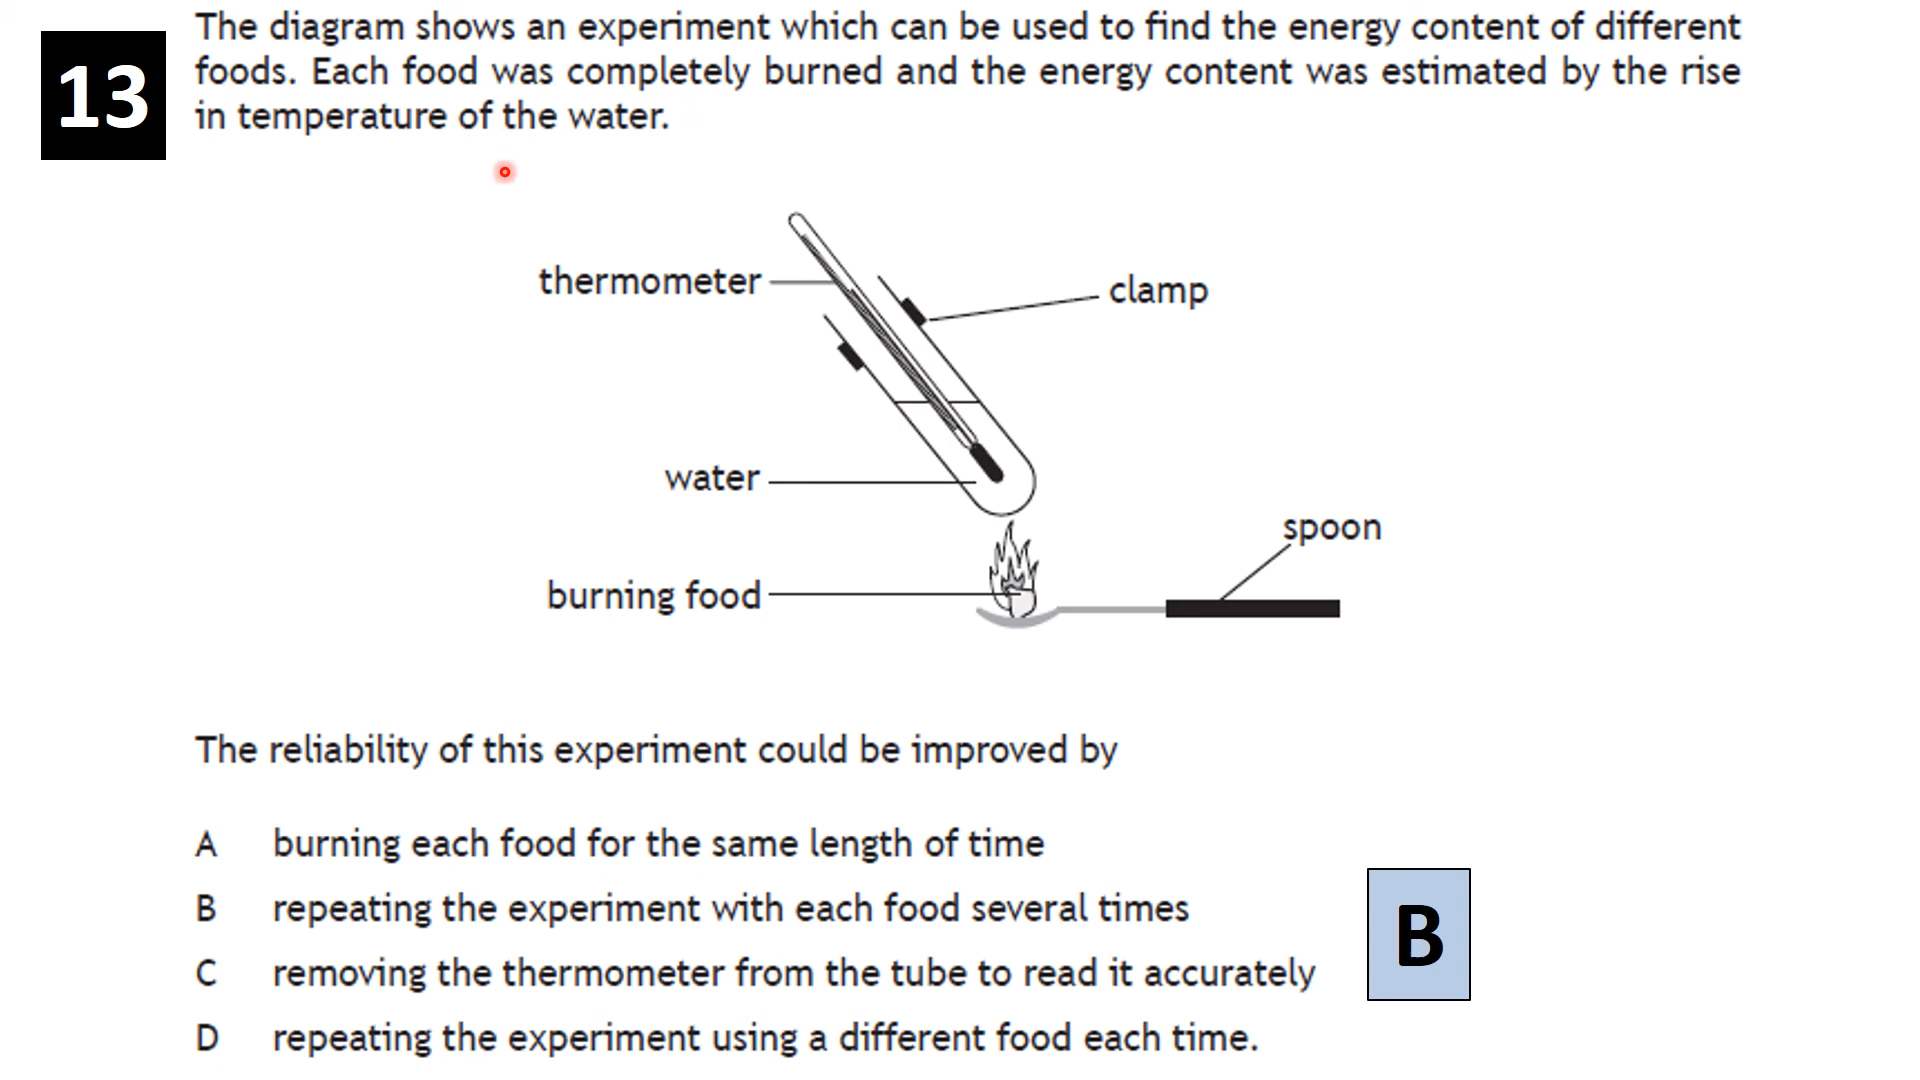 13
The diagram shows an experiment which can be used to find the energy content of different
foods. Each food was completely burned and the energy content was estimated by the rise
in temperature of the water.
thermometer
clamp
water
spoon
burning food
The reliability of this experiment could be improved by
A burning each food for the same length of time
B repeating the experiment with each food several times
C removing the thermometer from the tube to read it accurately
D repeating the experiment using a different food each time.
B